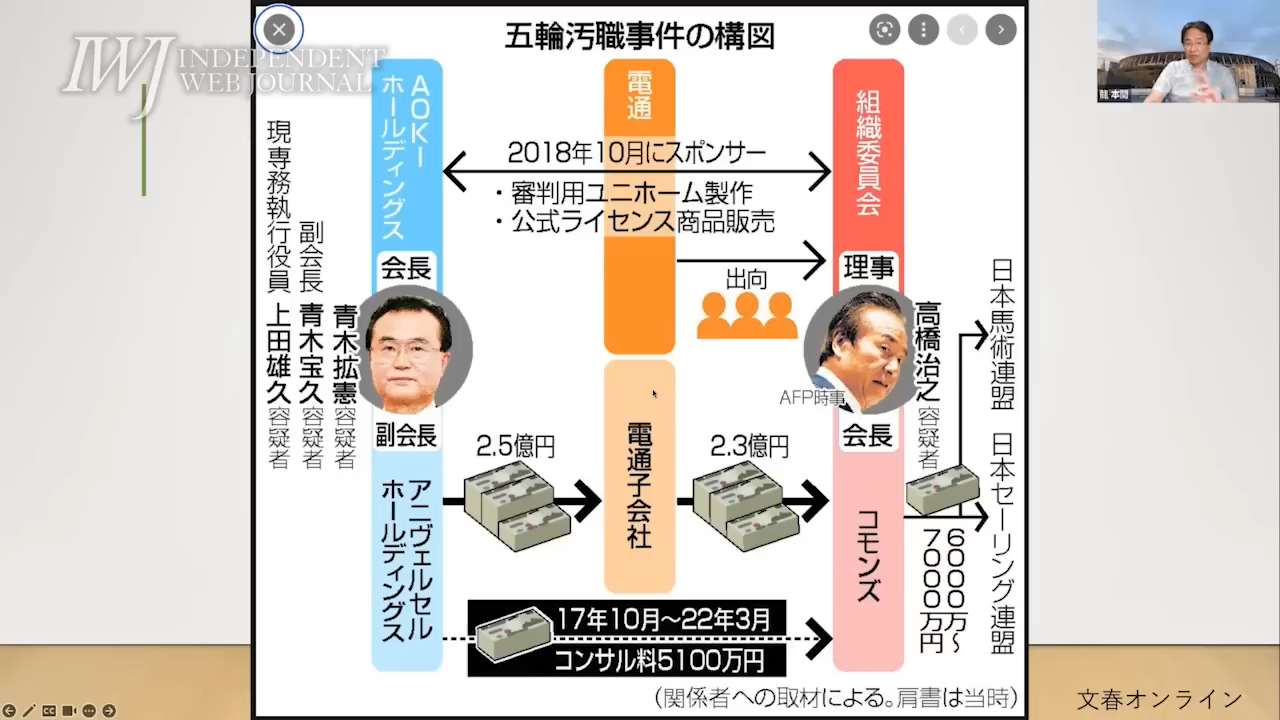 五輪汚職事件の構図
IWJ INDEPENDENT
WEB JOURNAL
AOKI
ホールディングス
会長
電通
組織委員会
理事
2018年10月にスポンサー
・審判用ユニホーム製作
・公式ライセンス商品販売
出向
現専務執行役員 上田雄久容疑者
副会長 青木宝久容疑者
青木拡憲容疑者
高橋治之容疑者
AFP時事
副会長
アニヴェルセル
ホールディングス
2.5億円
電通子会社
2.3億円
会長
コモンズ
日本馬術連盟
日本セーリング連盟
6000万～
7000万円
17年10月～22年3月
コンサル料5100万円
（関係者への取材による。肩書は当時）
文春オンライン